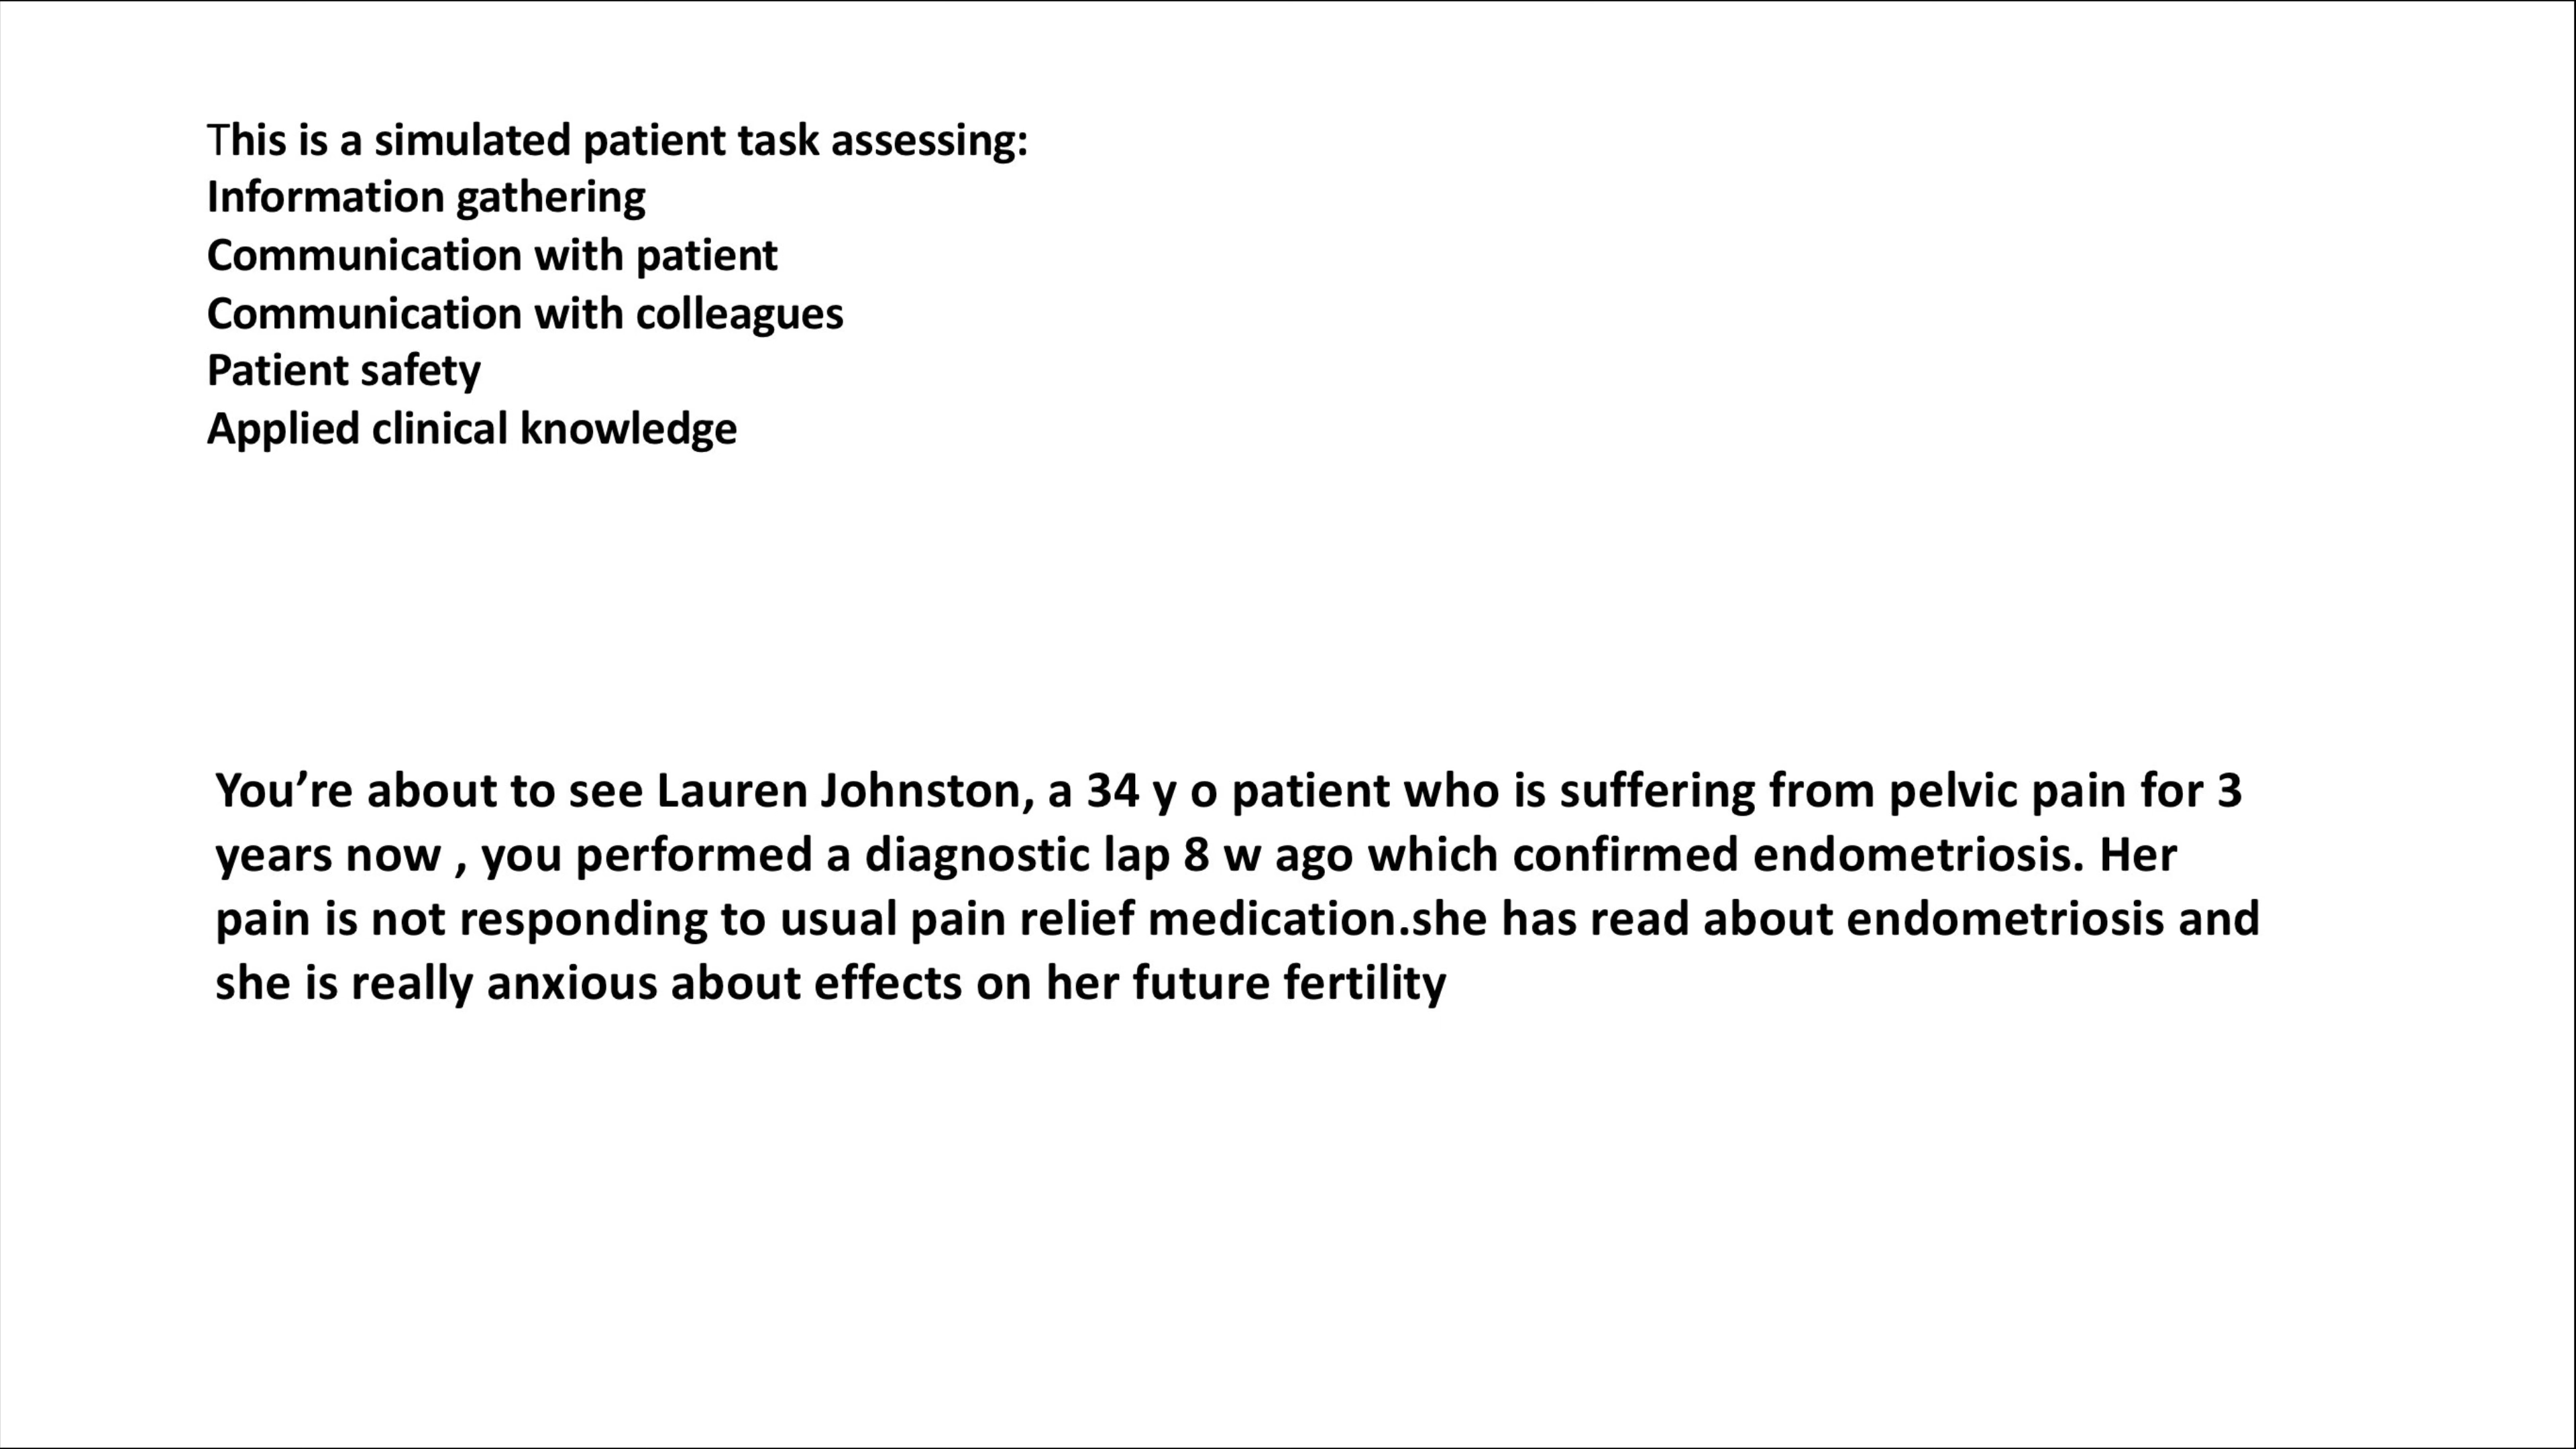 This is a simulated patient task assessing:
Information gathering
Communication with patient
Communication with colleagues
Patient safety
Applied clinical knowledge
You’re about to see Lauren Johnston, a 34 y o patient who is suffering from pelvic pain for 3
years now , you performed a diagnostic lap 8 w ago which confirmed endometriosis. Her
pain is not responding to usual pain relief medication.she has read about endometriosis and
she is really anxious about effects on her future fertility